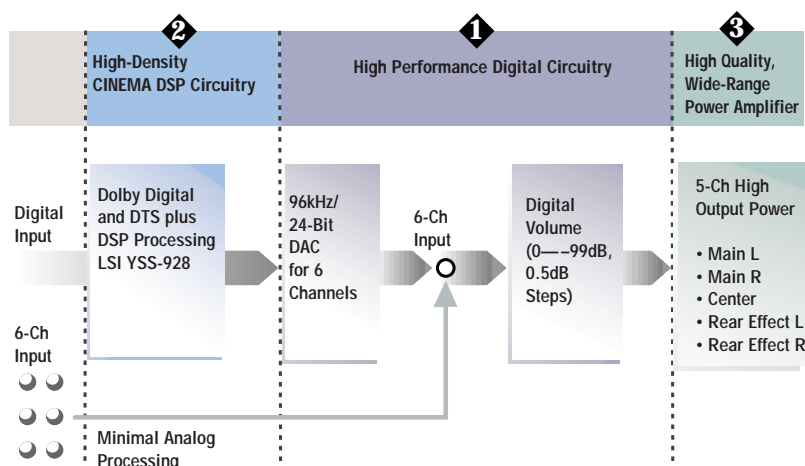 2
1
3
High-Density
CINEMA DSP Circuitry
High Performance Digital Circuitry
High Quality,
Wide-Range
Power Amplifier
Digital
Input
Dolby Digital
and DTS plus
DSP Processing
LSI YSS-928
96kHz/
24-Bit
DAC
for 6
Channels
6-Ch
Input
Digital
Volume
(0—–99dB,
0.5dB
Steps)
5-Ch High
Output Power
• Main L
• Main R
• Center
• Rear Effect L
• Rear Effect R
6-Ch
Input
Minimal Analog
Processing